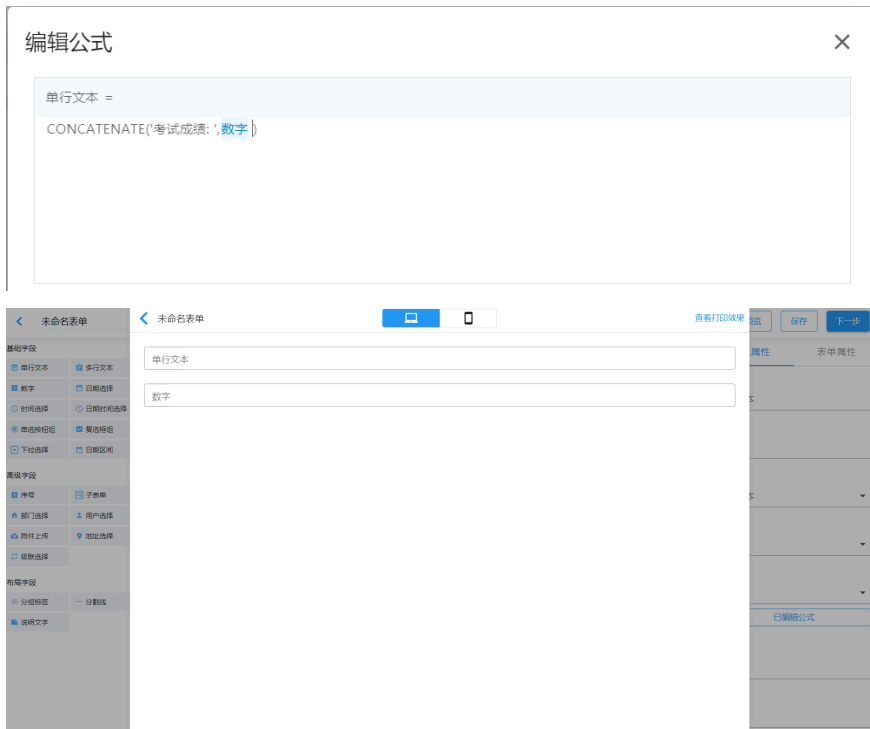 编辑公式
单行文本 =
CONCATENATE('考试成绩: ',数字 )
未命名表单
未命名表单
查看打印效果
保存
下一步
基础字段
单行文本
多行文本
数字
日期选择
时间选择
日期时间选择
单选按钮组
复选框组
下拉选择
日期区间
高级字段
序号
子表单
部门选择
用户选择
附件上传
地址选择
级联选择
布局字段
分组标签
分割线
说明文字
单行文本
数字
属性
表单属性
已编辑公式